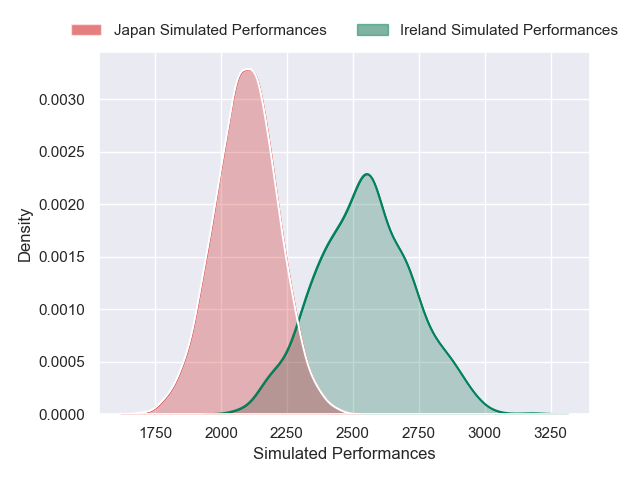 Japan Simulated Performances
Ireland Simulated Performances
0.0030
0.0025
0.0020
0.0015
0.0010
0.0005
0.0000
Density
1750 2000 2250 2500 2750 3000 3250
Simulated Performances